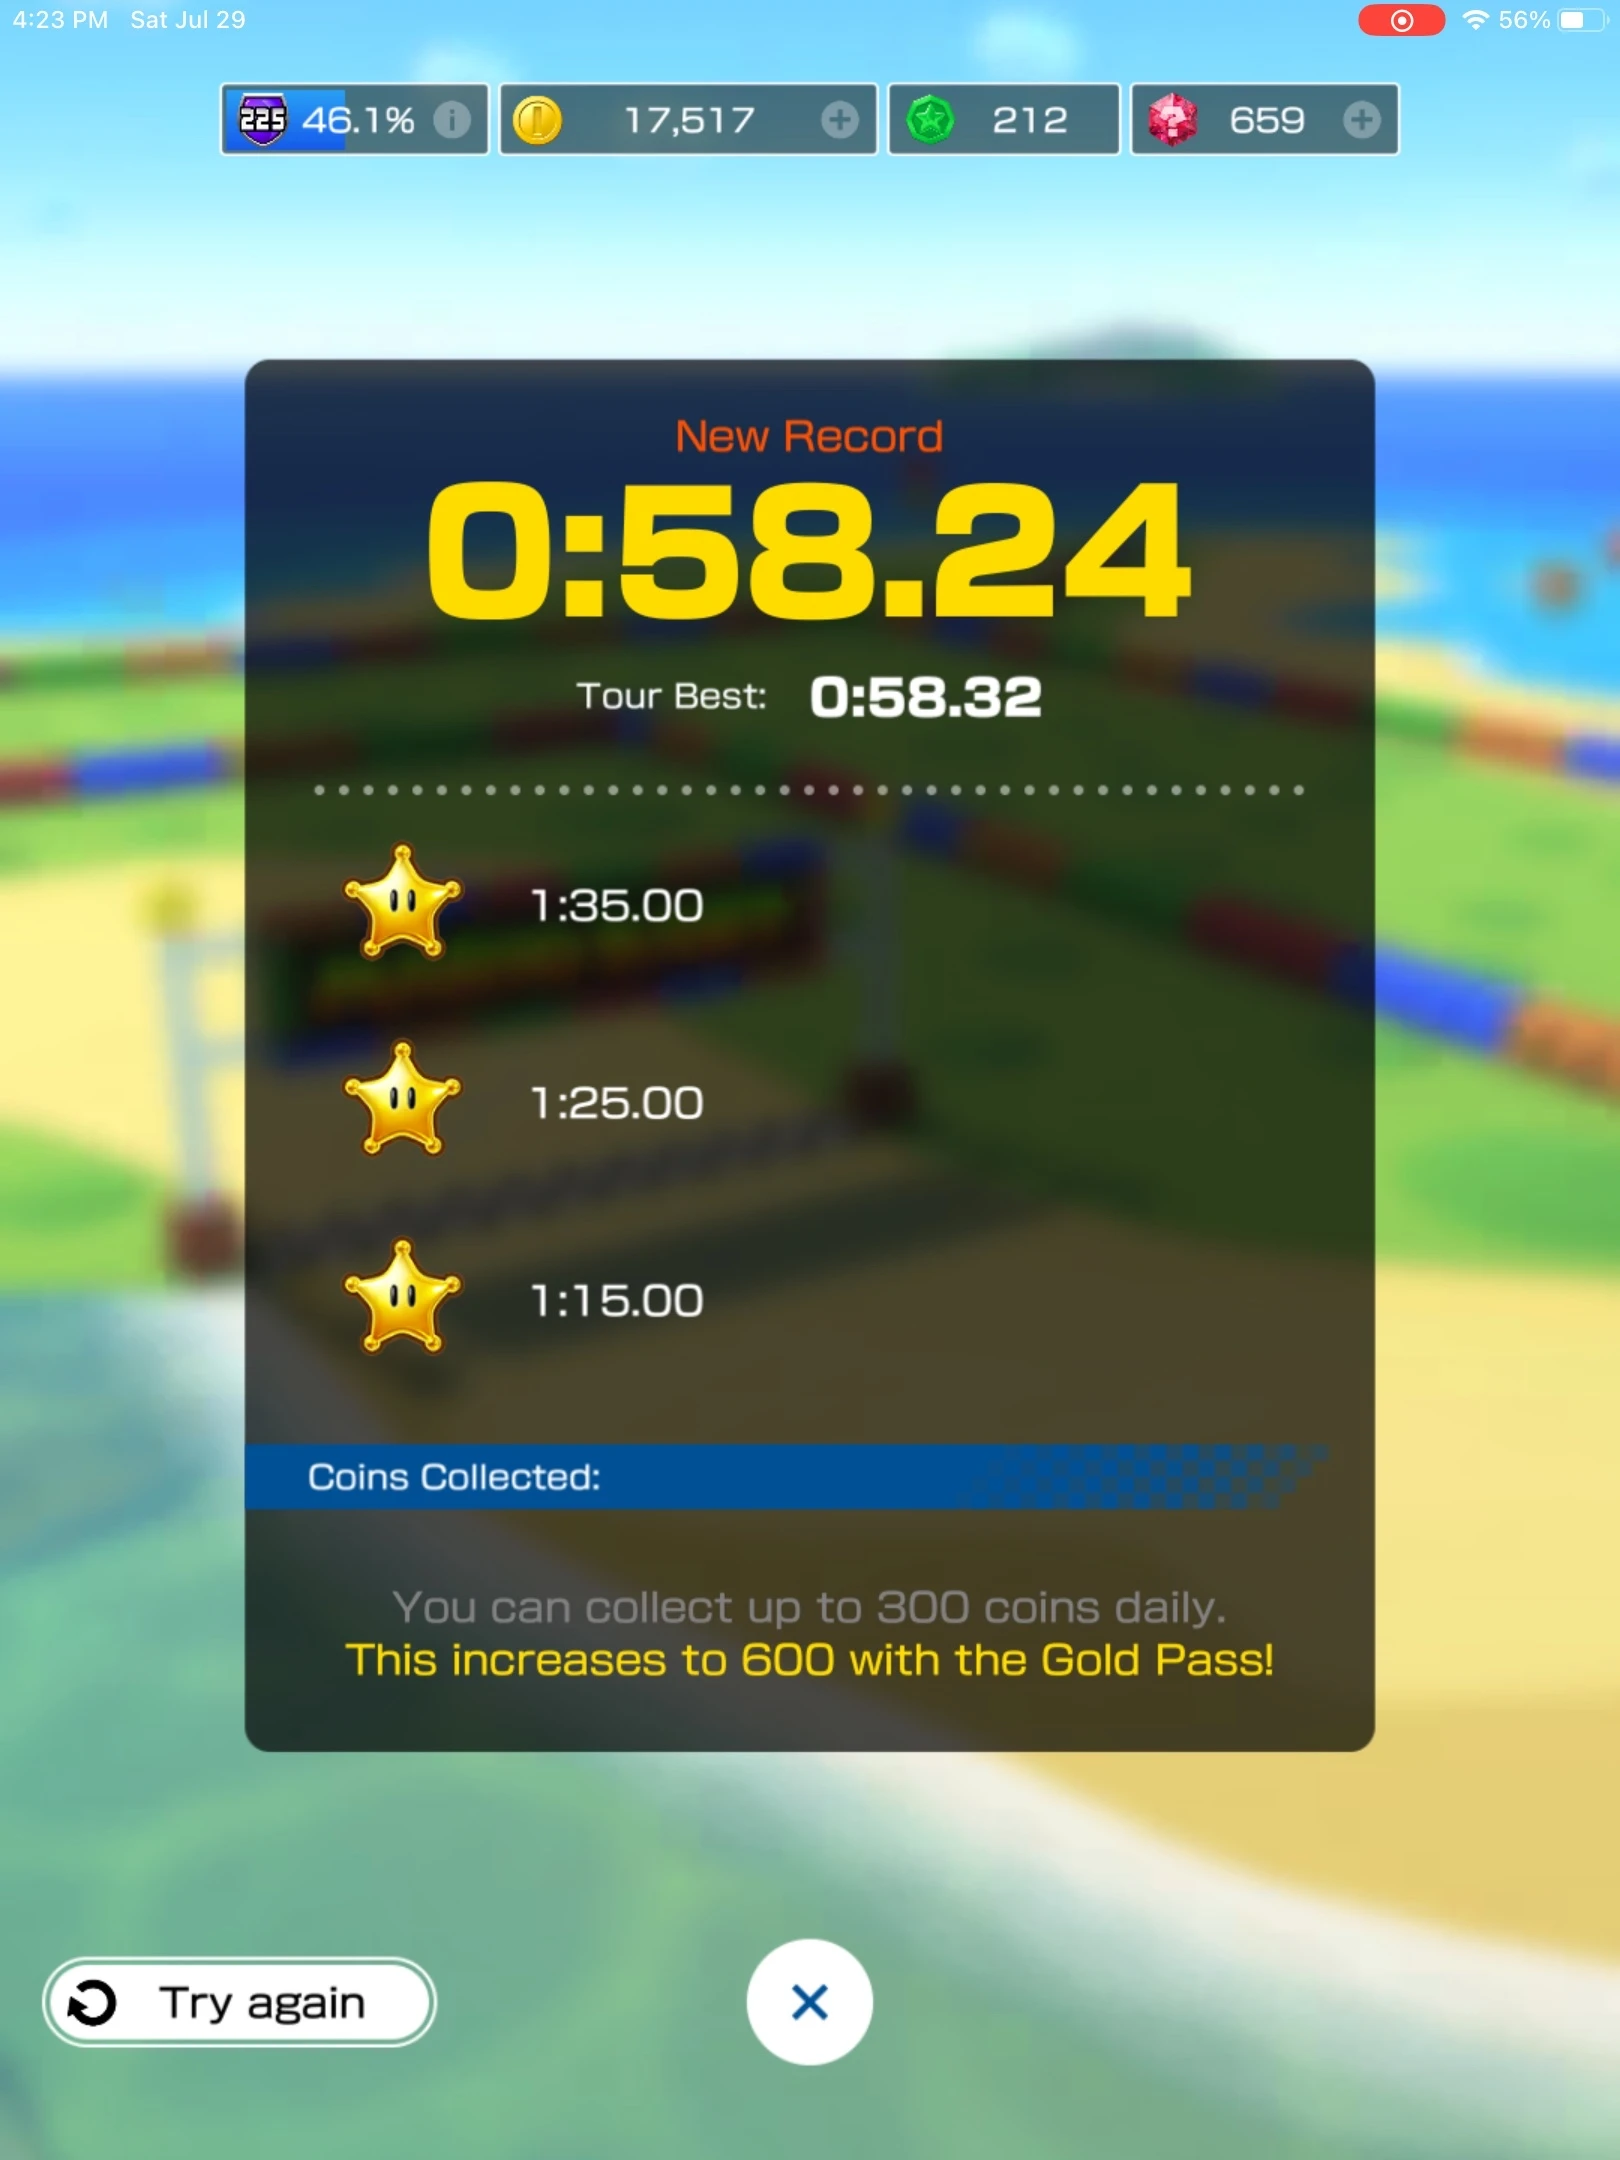 4:23 PM Sat Jul 29
56%
225 46.1% i
17,517
212
? 659
New Record
0:58.24
Tour Best: 0:58.32
1:35.00
1:25.00
1:15.00
Coins Collected:
You can collect up to 300 coins daily.
This increases to 600 with the Gold Pass!
Try again